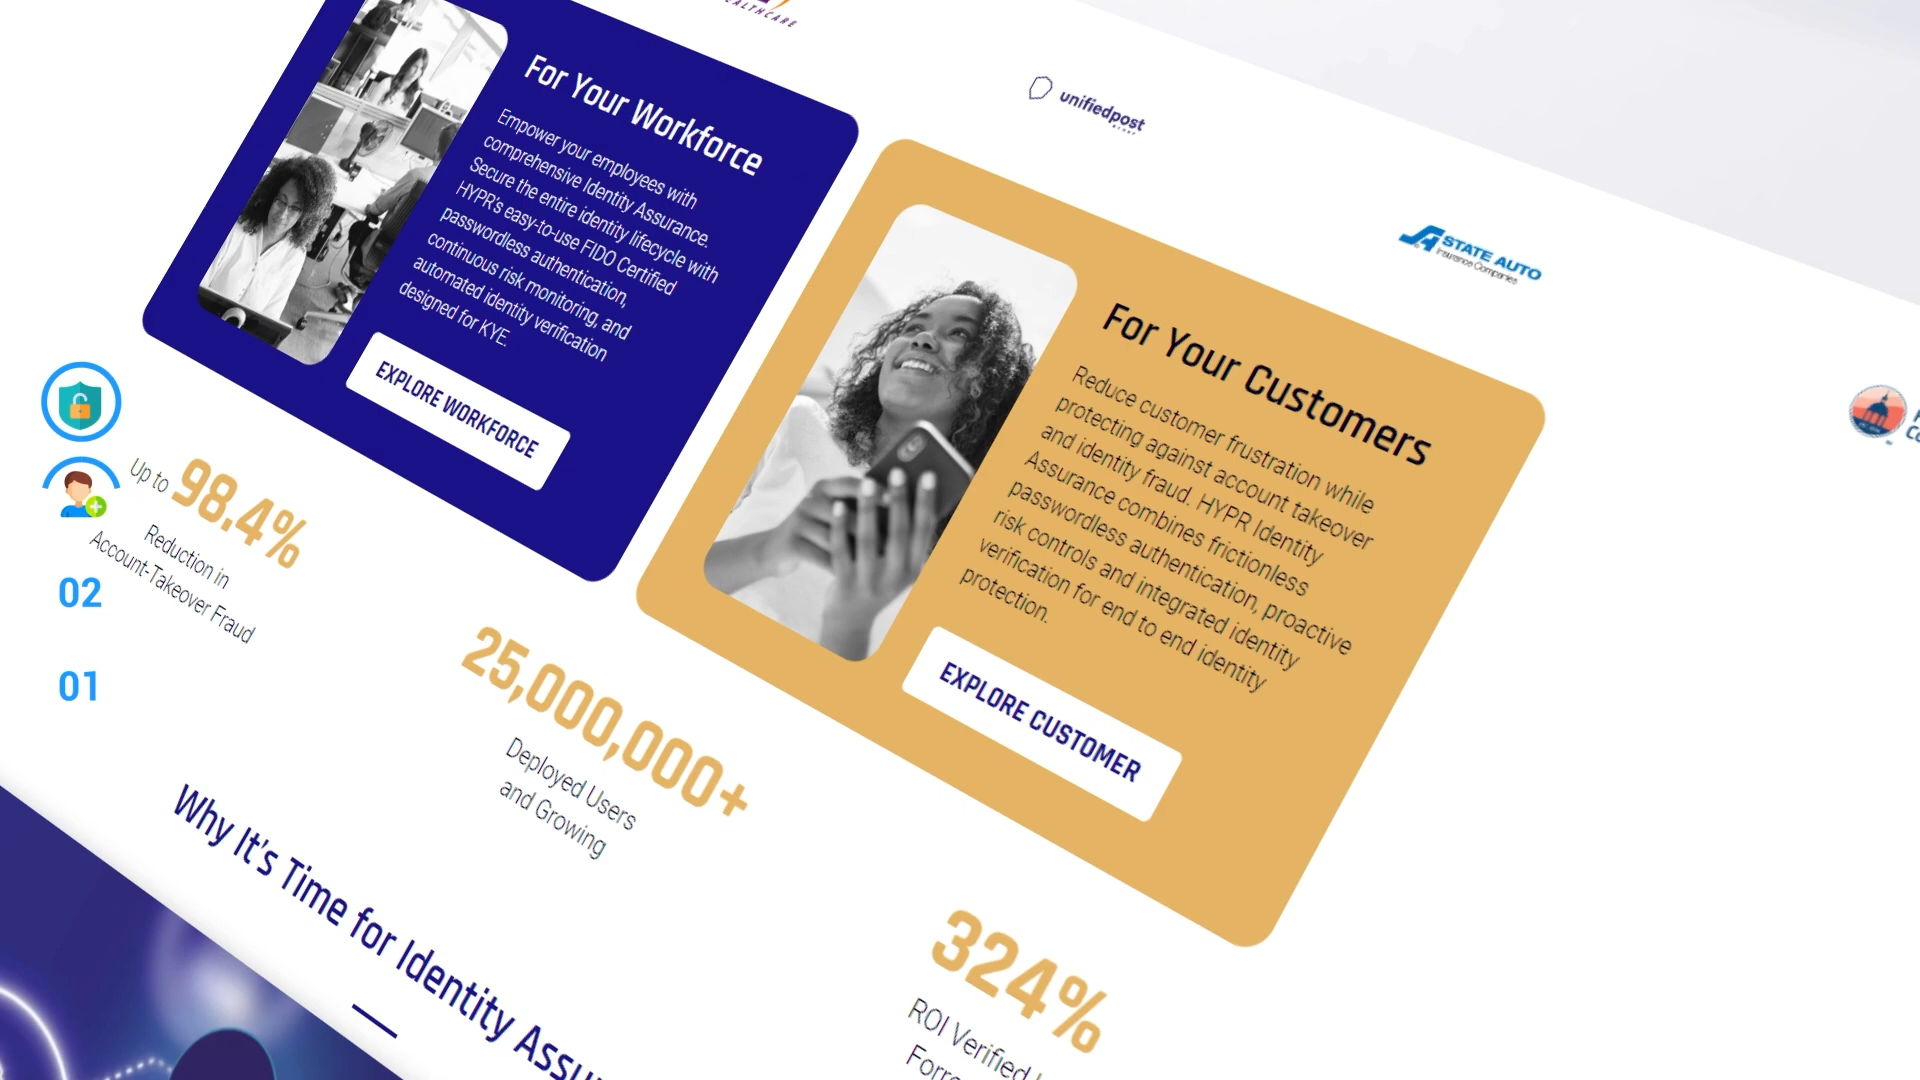 For Your Workforce
Empower your employees with
comprehensive Identity Assurance.
Secure the entire identity lifecycle with
HYPR's easy-to-use FIDO Certified
passwordless authentication,
continuous risk monitoring, and
automated identity verification
designed for KYE.
EXPLORE WORKFORCE
unifiedpost
STATE AUTO
Insurance Companies
For Your Customers
Reduce customer frustration while
protecting against account takeover
and identity fraud. HYPR Identity
Assurance combines frictionless
passwordless authentication, proactive
risk controls and integrated identity
verification for end to end identity
protection.
EXPLORE CUSTOMER
Up to 98.4%
Reduction in
Account-Takeover Fraud
02
01
25,000,000+
Deployed Users
and Growing
324%
ROI Verified
Why It's Time for Identity